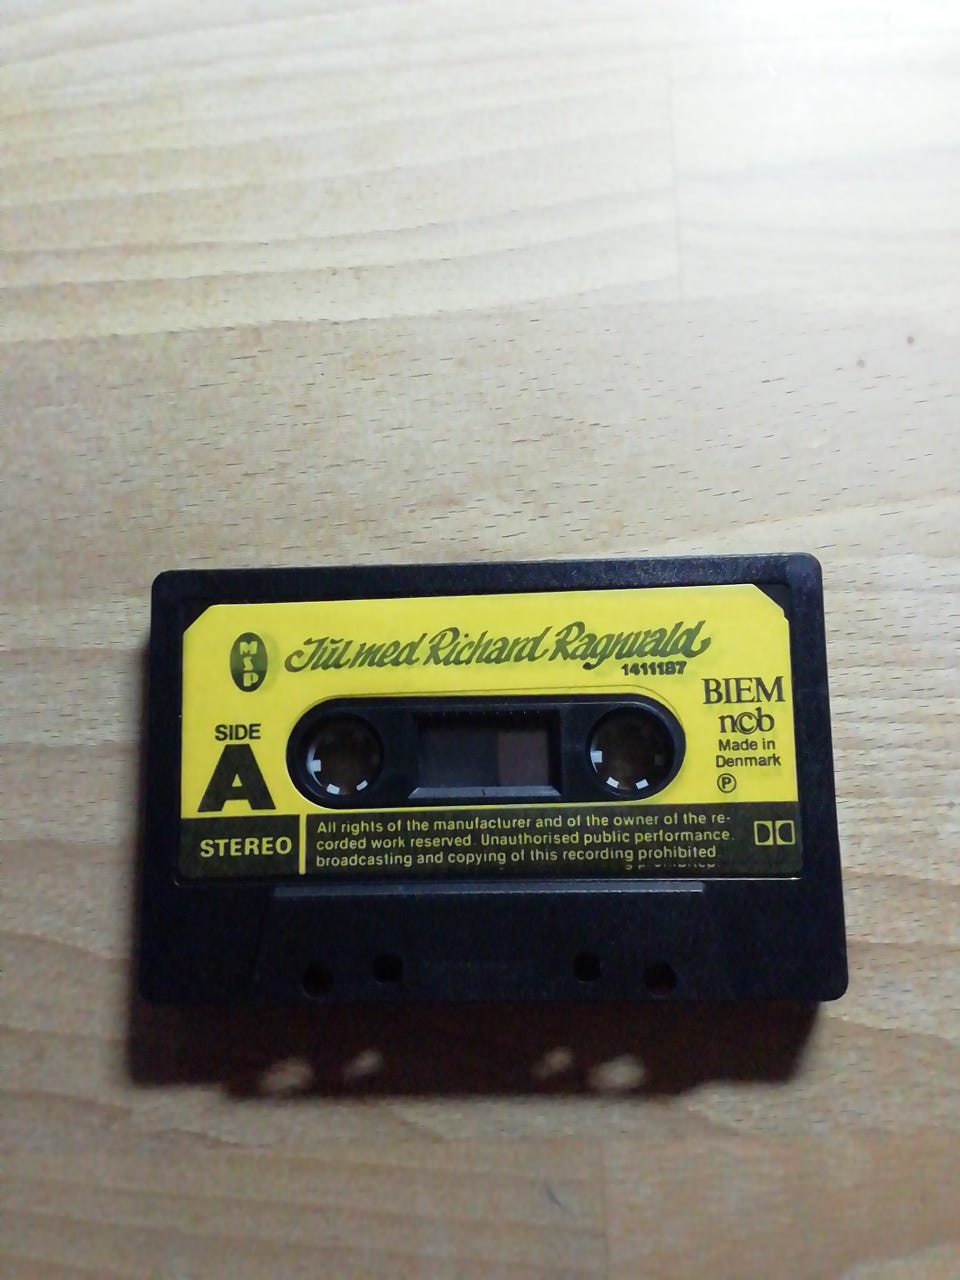 MSP
Jul med Richard Ragnvald
1411187
SIDE
A
BIEM
ncb
Made in
Denmark
℗
STEREO
All rights of the manufacturer and of the owner of the re-
corded work reserved. Unauthorised public performance.
broadcasting and copying of this recording prohibited